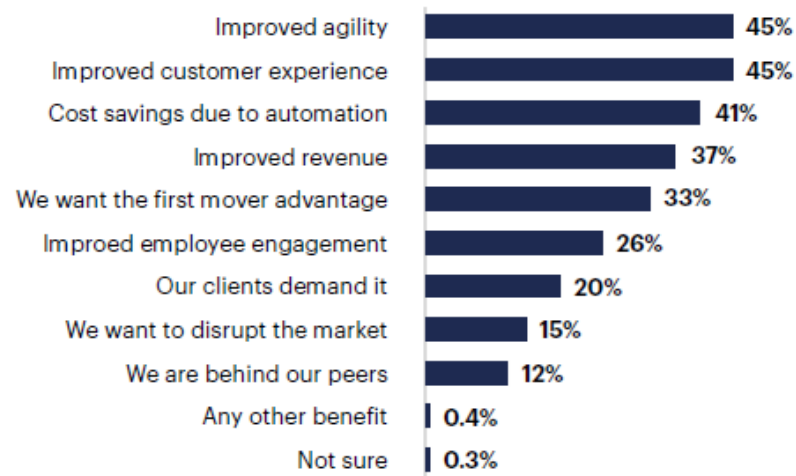 Improved agility 45%
Improved customer experience 45%
Cost savings due to automation 41%
Improved revenue 37%
We want the first mover advantage 33%
Improed employee engagement 26%
Our clients demand it 20%
We want to disrupt the market 15%
We are behind our peers 12%
Any other benefit 0.4%
Not sure 0.3%